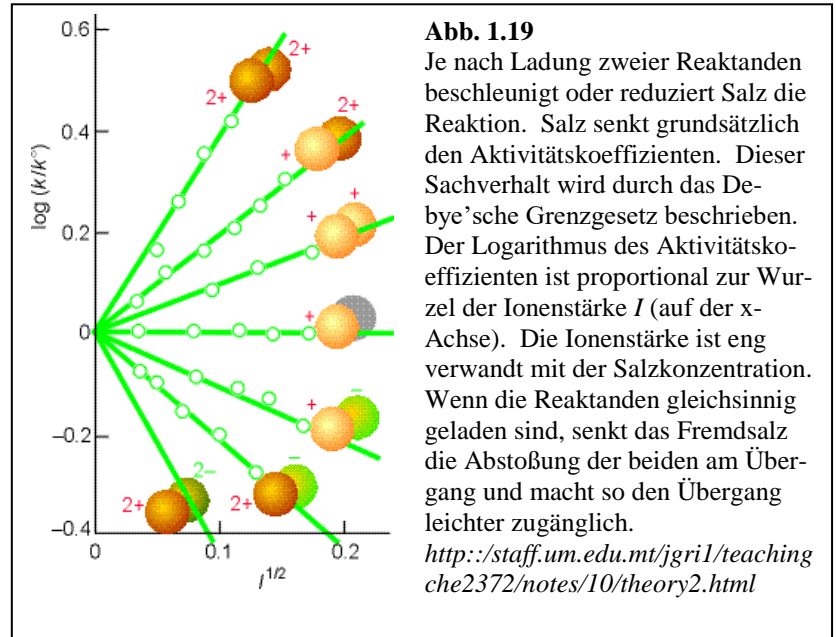 Abb. 1.19
Je nach Ladung zweier Reaktanden
beschleunigt oder reduziert Salz die
Reaktion. Salz senkt grundsätzlich
den Aktivitätskoeffizienten. Dieser
Sachverhalt wird durch das De-
bye’sche Grenzgesetz beschrieben.
Der Logarithmus des Aktivitätsko-
effizienten ist proportional zur Wur-
zel der Ionenstärke I (auf der x-
Achse). Die Ionenstärke ist eng
verwandt mit der Salzkonzentration.
Wenn die Reaktanden gleichsinnig
geladen sind, senkt das Fremdsalz
die Abstoßung der beiden am Über-
gang und macht so den Übergang
leichter zugänglich.
http://staff.um.edu.mt/jgri1/teaching
che2372/notes/10/theory2.html
log (k/k°)
0.6
0.4
0.2
0
–0.2
–0.4
0
0.1
0.2
I^1/2
2+
2+
+
2+
+
+
+
+
–
2+
–
2+
2–